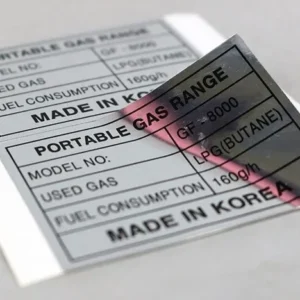 PORTABLE GAS RANGE
MODEL NO: GF - 8000
USED GAS LPG(BUTANE)
FUEL CONSUMPTION 160g/h
MADE IN KO
PORTABLE GAS RANGE
MODEL NO: GF - 8000
USED GAS LPG(BUTANE)
FUEL CONSUMPTION 160g/h
MADE IN KOREA